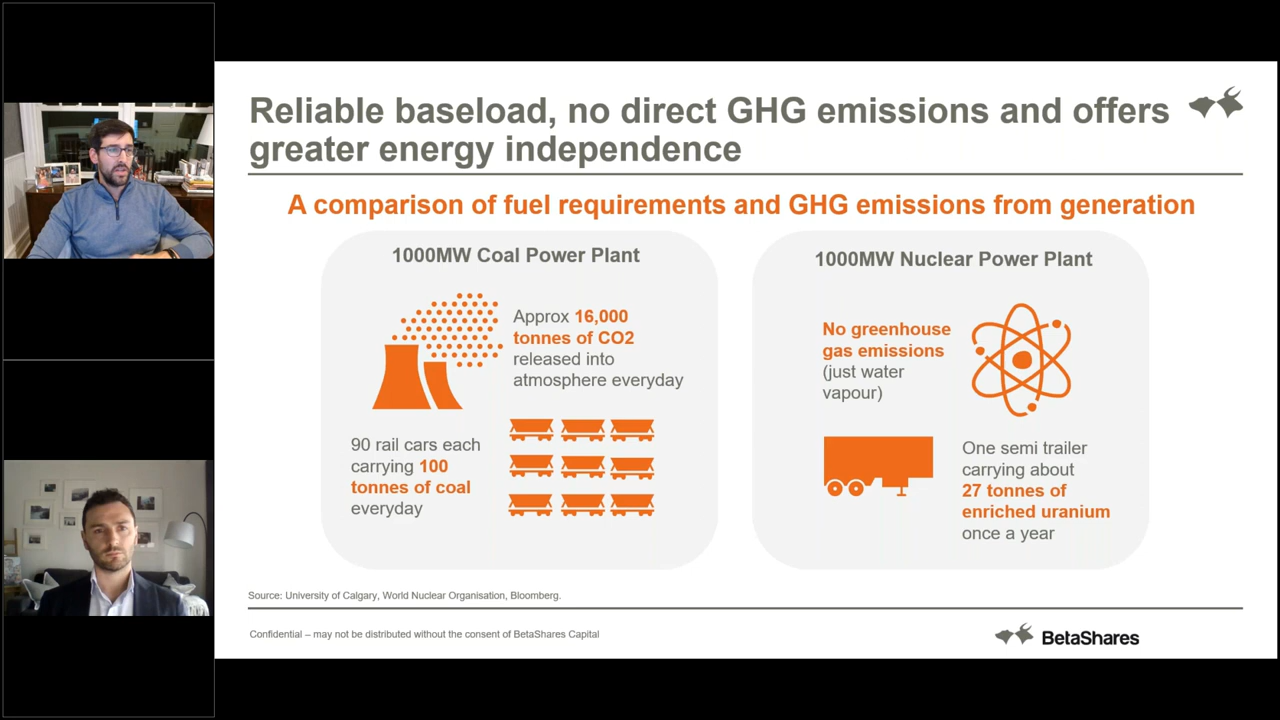 Reliable baseload, no direct GHG emissions and offers
greater energy independence
A comparison of fuel requirements and GHG emissions from generation
1000MW Coal Power Plant
Approx 16,000
tonnes of CO2
released into
atmosphere everyday
90 rail cars each
carrying 100
tonnes of coal
everyday
1000MW Nuclear Power Plant
No greenhouse
gas emissions
(just water
vapour)
One semi trailer
carrying about
27 tonnes of
enriched uranium
once a year
Source: University of Calgary, World Nuclear Organisation, Bloomberg.
Confidential – may not be distributed without the consent of BetaShares Capital
BetaShares